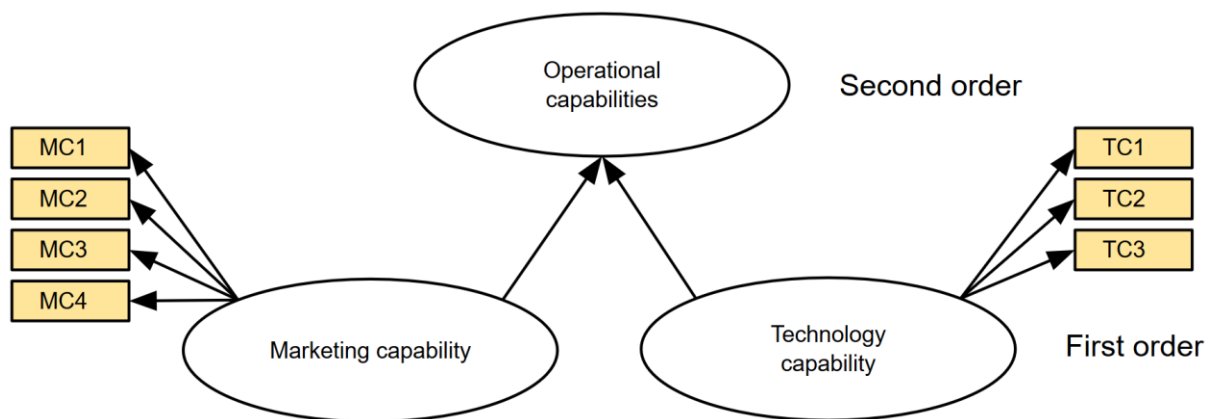 Operational
capabilities
Second order
MC1
MC2
MC3
MC4
TC1
TC2
TC3
Marketing capability
Technology
capability
First order